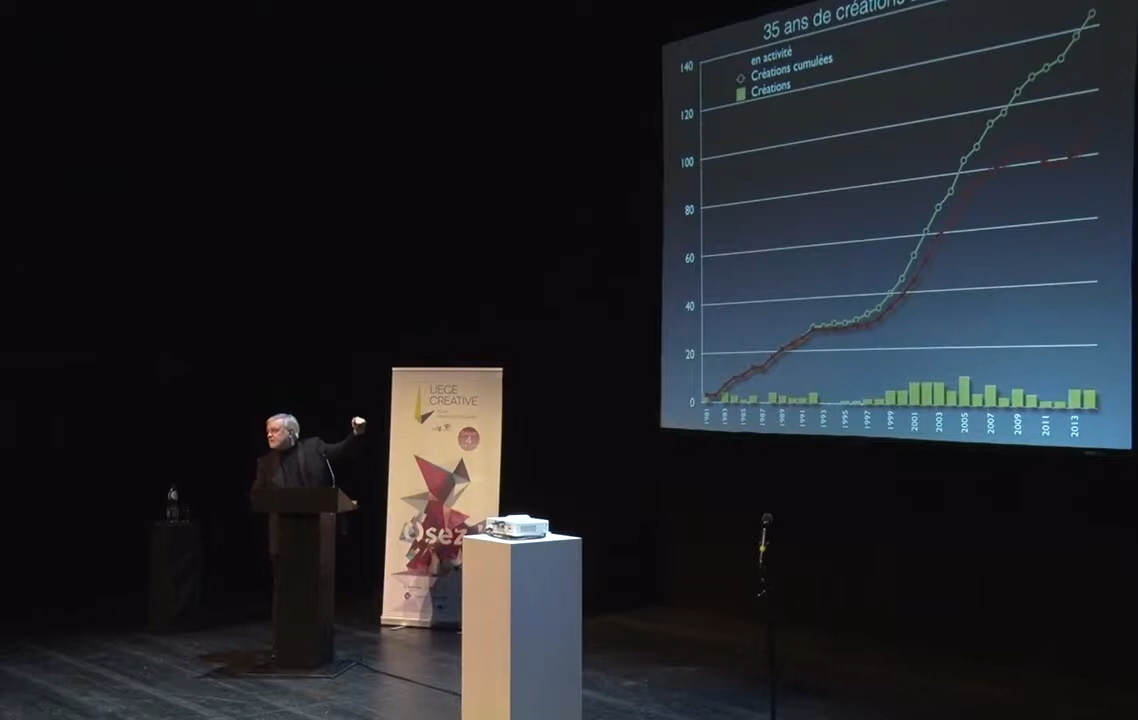 35 ans de créations
en activité
Créations cumulées
Créations
140
120
100
80
60
40
20
0
1981 1983 1985 1987 1989 1991 1993 1995 1997 1999 2001 2003 2005 2007 2009 2011 2013
LIEGE
CREATIVE
Osez